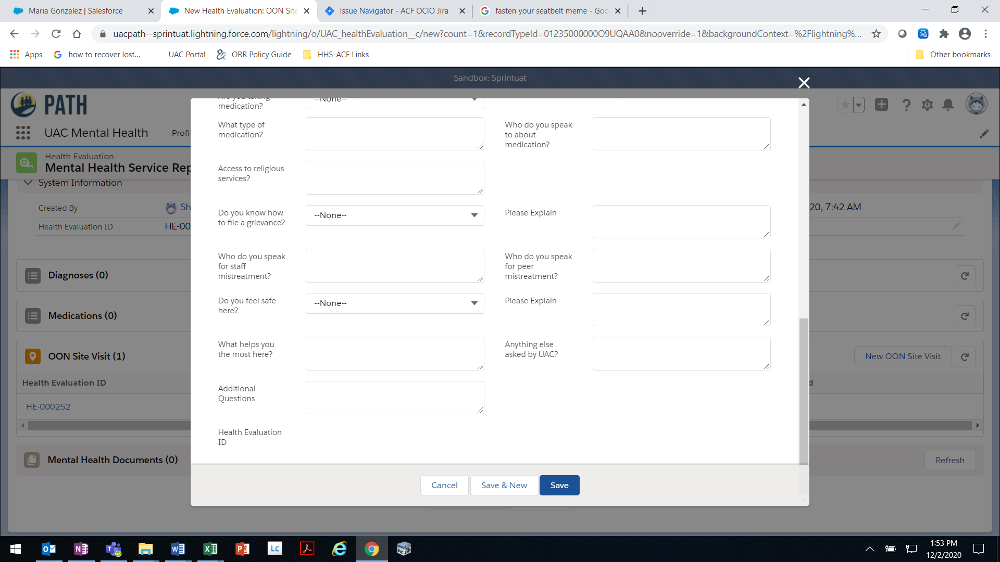 Maria Gonzalez | Salesforce
New Health Evaluation: OON Site
Issue Navigator - ACF OCIO Jira
fasten your seatbelt meme - Goo
uacpath--sprintuat.lightning.force.com/lightning/o/UAC_healthEvaluation__c/new?count=1&recordTypeId=01235000000O9UQAA0&nooverride=1&backgroundContext=%2Flightning%...
Apps
how to recover lost...
UAC Portal
ORR Policy Guide
HHS-ACF Links
Other bookmarks
Sandbox: Sprintuat
PATH
UAC Mental Health
Profi
Health Evaluation
Mental Health Service Rep
System Information
Created By
Sh
20, 7:42 AM
Health Evaluation ID
HE-00
Diagnoses (0)
Medications (0)
OON Site Visit (1)
New OON Site Visit
Health Evaluation ID
d
HE-000252
Mental Health Documents (0)
Refresh
Are you taking
medication?
--None--
What type of
medication?
Who do you speak
to about
medication?
Access to religious
services?
Do you know how
to file a grievance?
--None--
Please Explain
Who do you speak
for staff
mistreatment?
Who do you speak
for peer
mistreatment?
Do you feel safe
here?
--None--
Please Explain
What helps you
the most here?
Anything else
asked by UAC?
Additional
Questions
Health Evaluation
ID
Cancel
Save & New
Save
Lc
1:53 PM
12/2/2020